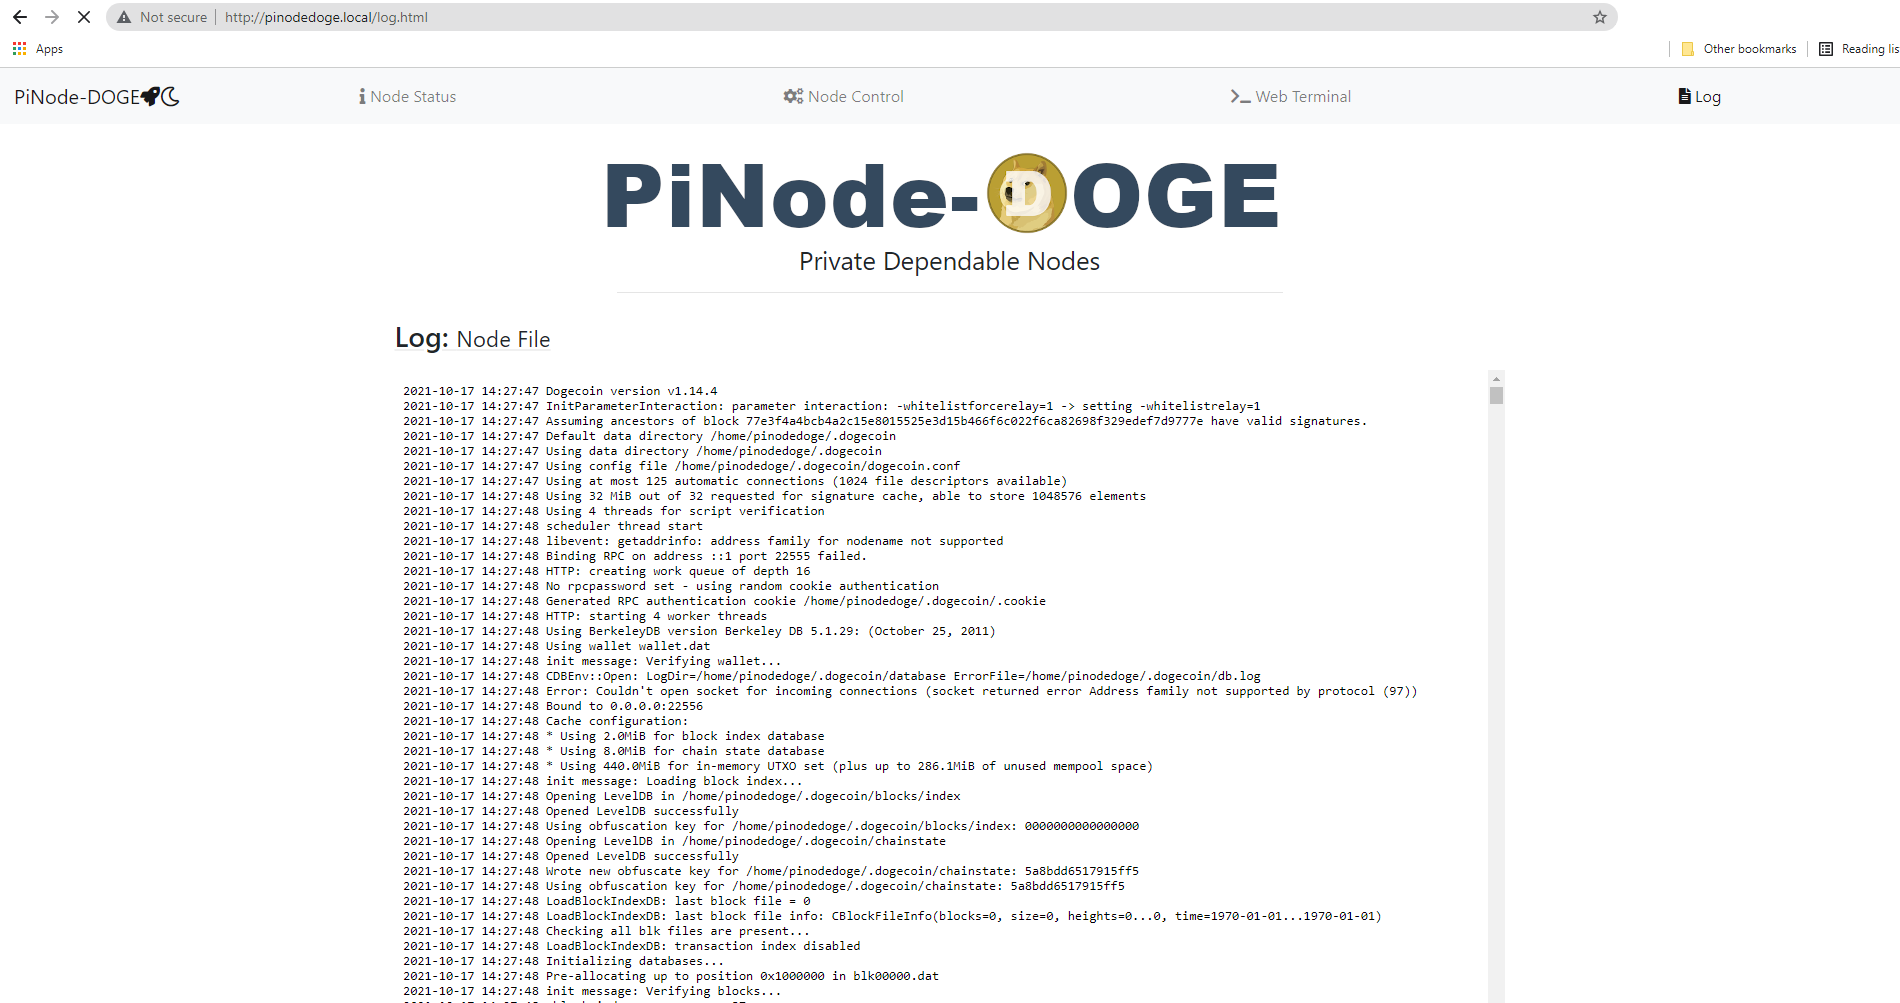 Not secure | http://pinodedoge.local/log.html
Apps
Other bookmarks
Reading lis
PiNode-DOGE
Node Status
Node Control
Web Terminal
Log
PiNode-DOGE
Private Dependable Nodes
Log: Node File
2021-10-17 14:27:47 Dogecoin version v1.14.4
2021-10-17 14:27:47 InitParameterInteraction: parameter interaction: -whitelistforcerelay=1 -> setting -whitelistrelay=1
2021-10-17 14:27:47 Assuming ancestors of block 77e3f4a4bcb4a2c15e8015525e3d15b466f6c022f6ca82698f329edef7d9777e have valid signatures.
2021-10-17 14:27:47 Default data directory /home/pinodedoge/.dogecoin
2021-10-17 14:27:47 Using data directory /home/pinodedoge/.dogecoin
2021-10-17 14:27:47 Using config file /home/pinodedoge/.dogecoin/dogecoin.conf
2021-10-17 14:27:47 Using at most 125 automatic connections (1024 file descriptors available)
2021-10-17 14:27:48 Using 32 MiB out of 32 requested for signature cache, able to store 1048576 elements
2021-10-17 14:27:48 Using 4 threads for script verification
2021-10-17 14:27:48 scheduler thread start
2021-10-17 14:27:48 libevent: getaddrinfo: address family for nodename not supported
2021-10-17 14:27:48 Binding RPC on address ::1 port 22555 failed.
2021-10-17 14:27:48 HTTP: creating work queue of depth 16
2021-10-17 14:27:48 No rpcpassword set - using random cookie authentication
2021-10-17 14:27:48 Generated RPC authentication cookie /home/pinodedoge/.dogecoin/.cookie
2021-10-17 14:27:48 HTTP: starting 4 worker threads
2021-10-17 14:27:48 Using BerkeleyDB version Berkeley DB 5.1.29: (October 25, 2011)
2021-10-17 14:27:48 Using wallet wallet.dat
2021-10-17 14:27:48 init message: Verifying wallet...
2021-10-17 14:27:48 CDBEnv::Open: LogDir=/home/pinodedoge/.dogecoin/database ErrorFile=/home/pinodedoge/.dogecoin/db.log
2021-10-17 14:27:48 Error: Couldn't open socket for incoming connections (socket returned error Address family not supported by protocol (97))
2021-10-17 14:27:48 Bound to 0.0.0.0:22556
2021-10-17 14:27:48 Cache configuration:
2021-10-17 14:27:48 * Using 2.0MiB for block index database
2021-10-17 14:27:48 * Using 8.0MiB for chain state database
2021-10-17 14:27:48 * Using 440.0MiB for in-memory UTXO set (plus up to 286.1MiB of unused mempool space)
2021-10-17 14:27:48 init message: Loading block index...
2021-10-17 14:27:48 Opening LevelDB in /home/pinodedoge/.dogecoin/blocks/index
2021-10-17 14:27:48 Opened LevelDB successfully
2021-10-17 14:27:48 Using obfuscation key for /home/pinodedoge/.dogecoin/blocks/index: 0000000000000000
2021-10-17 14:27:48 Opening LevelDB in /home/pinodedoge/.dogecoin/chainstate
2021-10-17 14:27:48 Opened LevelDB successfully
2021-10-17 14:27:48 Wrote new obfuscate key for /home/pinodedoge/.dogecoin/chainstate: 5a8bdd6517915ff5
2021-10-17 14:27:48 Using obfuscation key for /home/pinodedoge/.dogecoin/chainstate: 5a8bdd6517915ff5
2021-10-17 14:27:48 LoadBlockIndexDB: last block file = 0
2021-10-17 14:27:48 LoadBlockIndexDB: last block file info: CBlockFileInfo(blocks=0, size=0, heights=0...0, time=1970-01-01...1970-01-01)
2021-10-17 14:27:48 Checking all blk files are present...
2021-10-17 14:27:48 LoadBlockIndexDB: transaction index disabled
2021-10-17 14:27:48 Initializing databases...
2021-10-17 14:27:48 Pre-allocating up to position 0x1000000 in blk00000.dat
2021-10-17 14:27:48 init message: Verifying blocks...